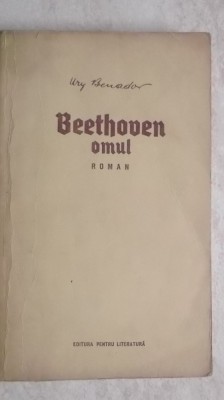 Ury Benador
Beethoven
omul
ROMAN
EDITURA PENTRU LITERATURĂ